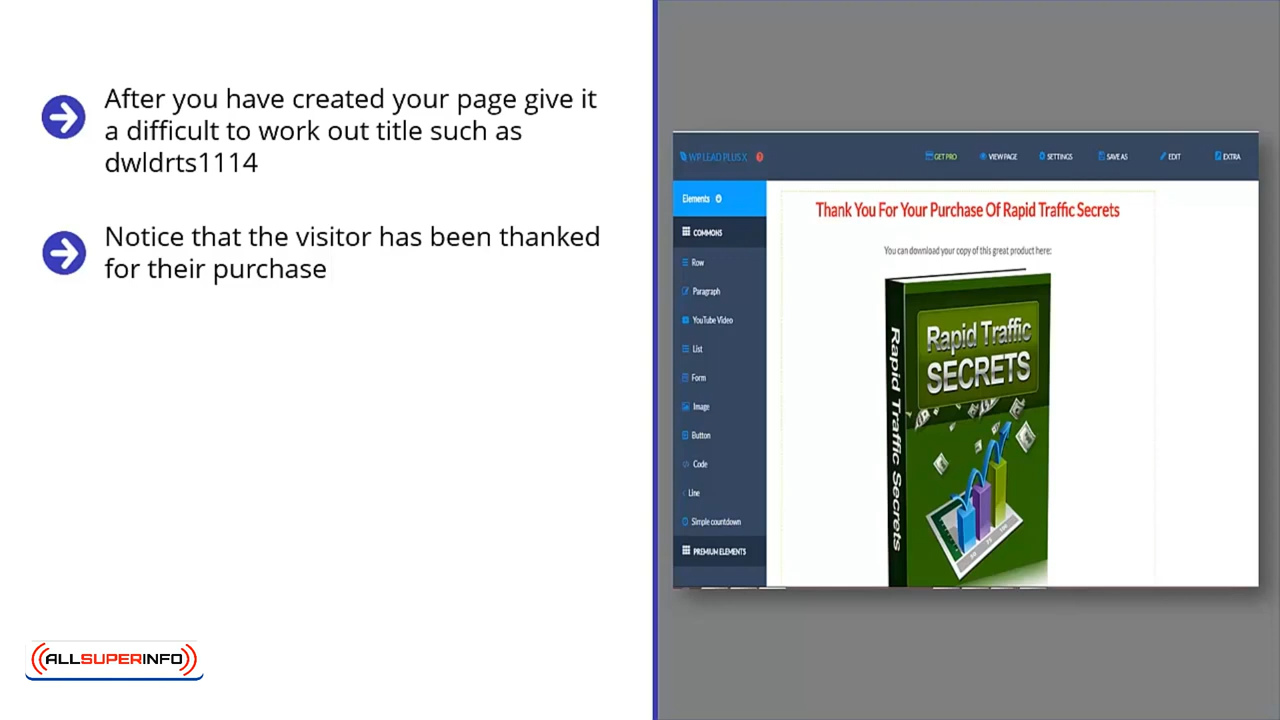 After you have created your page give it
a difficult to work out title such as
dwldrts1114
Notice that the visitor has been thanked
for their purchase
ALLSUPERINFO
WP LEAD PLUS X
GET PRO
VIEW PAGE
SETTINGS
SAVE AS
EDIT
EXTRA
Elements
COMMONS
Row
Paragraph
YouTube Video
List
Form
Image
Button
Code
Line
Simple countdown
PREMIUM ELEMENTS
Thank You For Your Purchase Of Rapid Traffic Secrets
You can download your copy of this great product here:
Rapid Traffic
SECRETS
Rapid Traffic Secrets